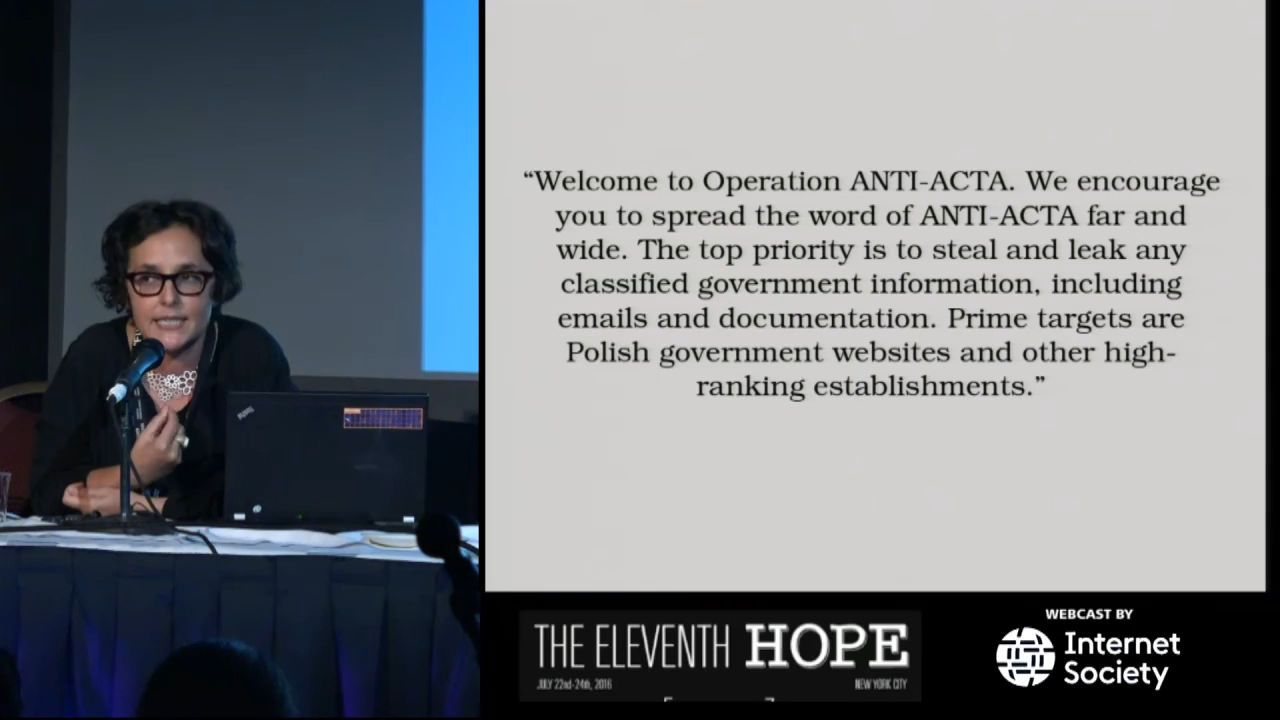 “Welcome to Operation ANTI-ACTA. We encourage
you to spread the word of ANTI-ACTA far and
wide. The top priority is to steal and leak any
classified government information, including
emails and documentation. Prime targets are
Polish government websites and other high-
ranking establishments.”
THE ELEVENTH HOPE
JULY 22nd-24th, 2016 NEW YORK CITY
WEBCAST BY
Internet
Society